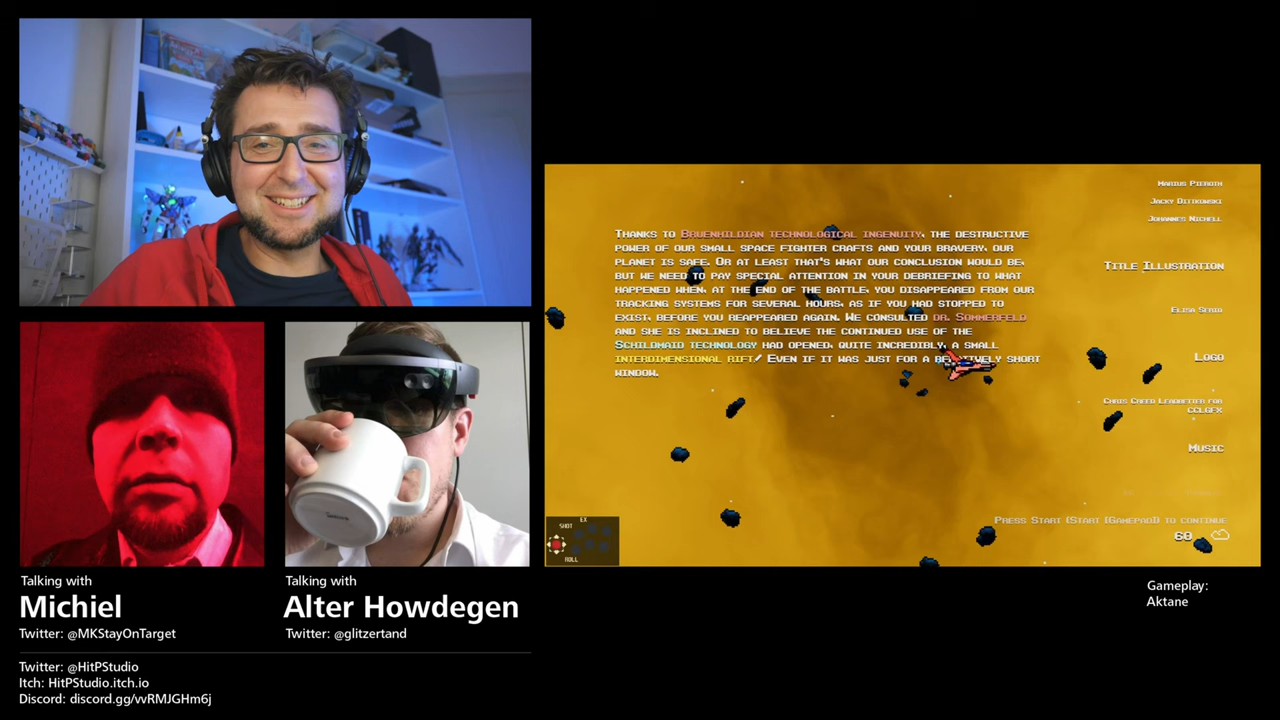 Thanks to Bruenhildian technological ingenuity, the destructive
power of our small space fighter crafts and your bravery, our
planet is safe. Or at least that's what our conclusion would be,
but we need to pay special attention in your debriefing to what
happened when, at the end of the battle, you disappeared from our
tracking systems for several hours, as if you had stopped to
exist, before you reappeared again. We consulted Dr. Sommerfeld
and she is inclined to believe the continued use of the
Schildmaid technology had opened, quite incredibly, a small
interdimensional rift! Even if it was just for a relatively short
window.
Marius Pieroth
Jacky Ditkowski
Johannes Nichell
Title Illustration
Logo
Chris Creed Leadbetter for
CCLGFX
Music
Press Start (Start [Gamepad]) to continue
60
EX
SHOT
ROLL
Talking with
Michiel
Twitter: @MKStayOnTarget
Talking with
Alter Howdegen
Twitter: @glitzertand
Gameplay:
Aktane
Twitter: @HitPStudio
Itch: HitPStudio.itch.io
Discord: discord.gg/vvRMJGHm6j